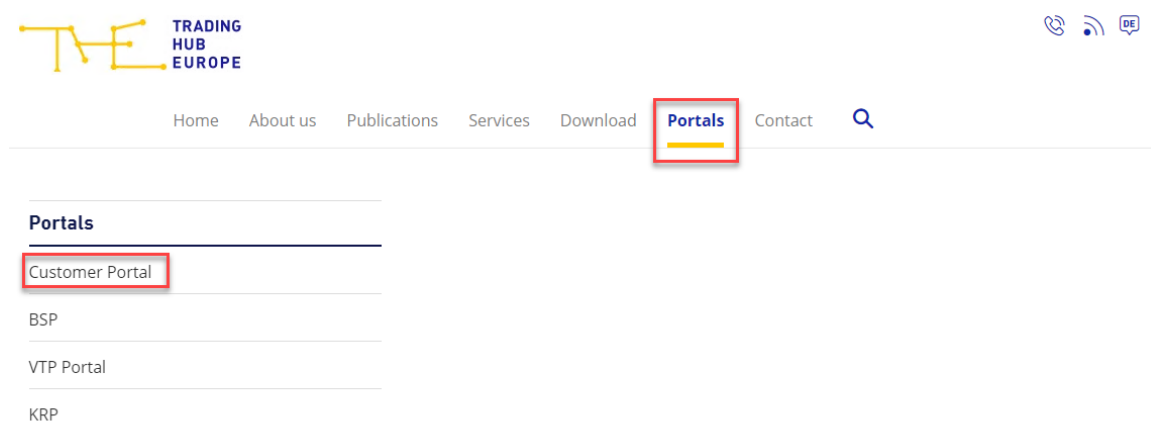 THE
TRADING
HUB
EUROPE
DE
Home About us Publications Services Download Portals Contact
Portals
Customer Portal
BSP
VTP Portal
KRP